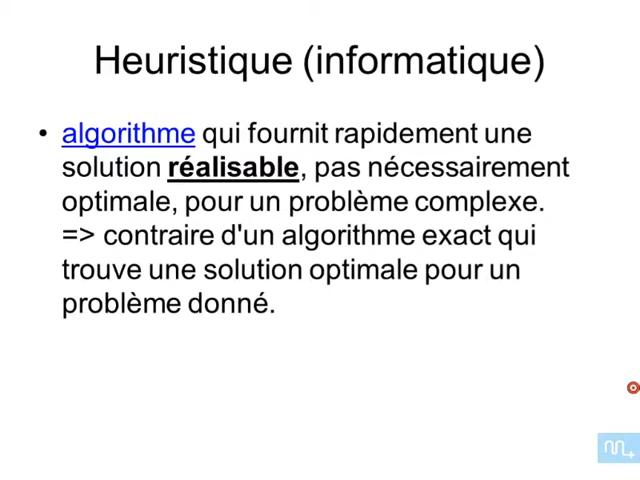 Heuristique (informatique)
• algorithme qui fournit rapidement une
solution réalisable, pas nécessairement
optimale, pour un problème complexe.
=> contraire d'un algorithme exact qui
trouve une solution optimale pour un
problème donné.